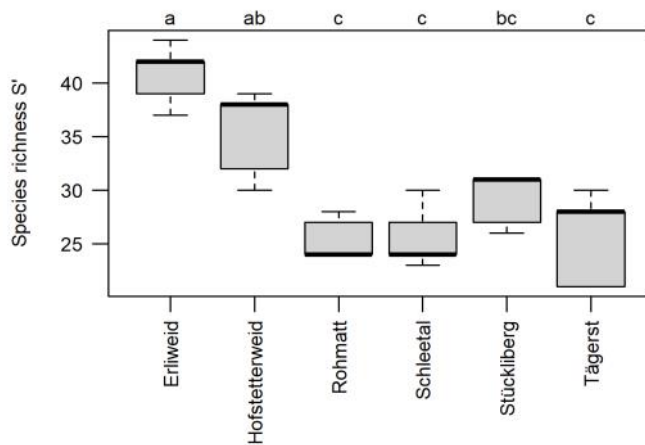 a ab c c bc c
Species richness S'
40
35
30
25
Erliweid
Hofstetterweid
Rohmatt
Schleetal
Stückliberg
Tägerst